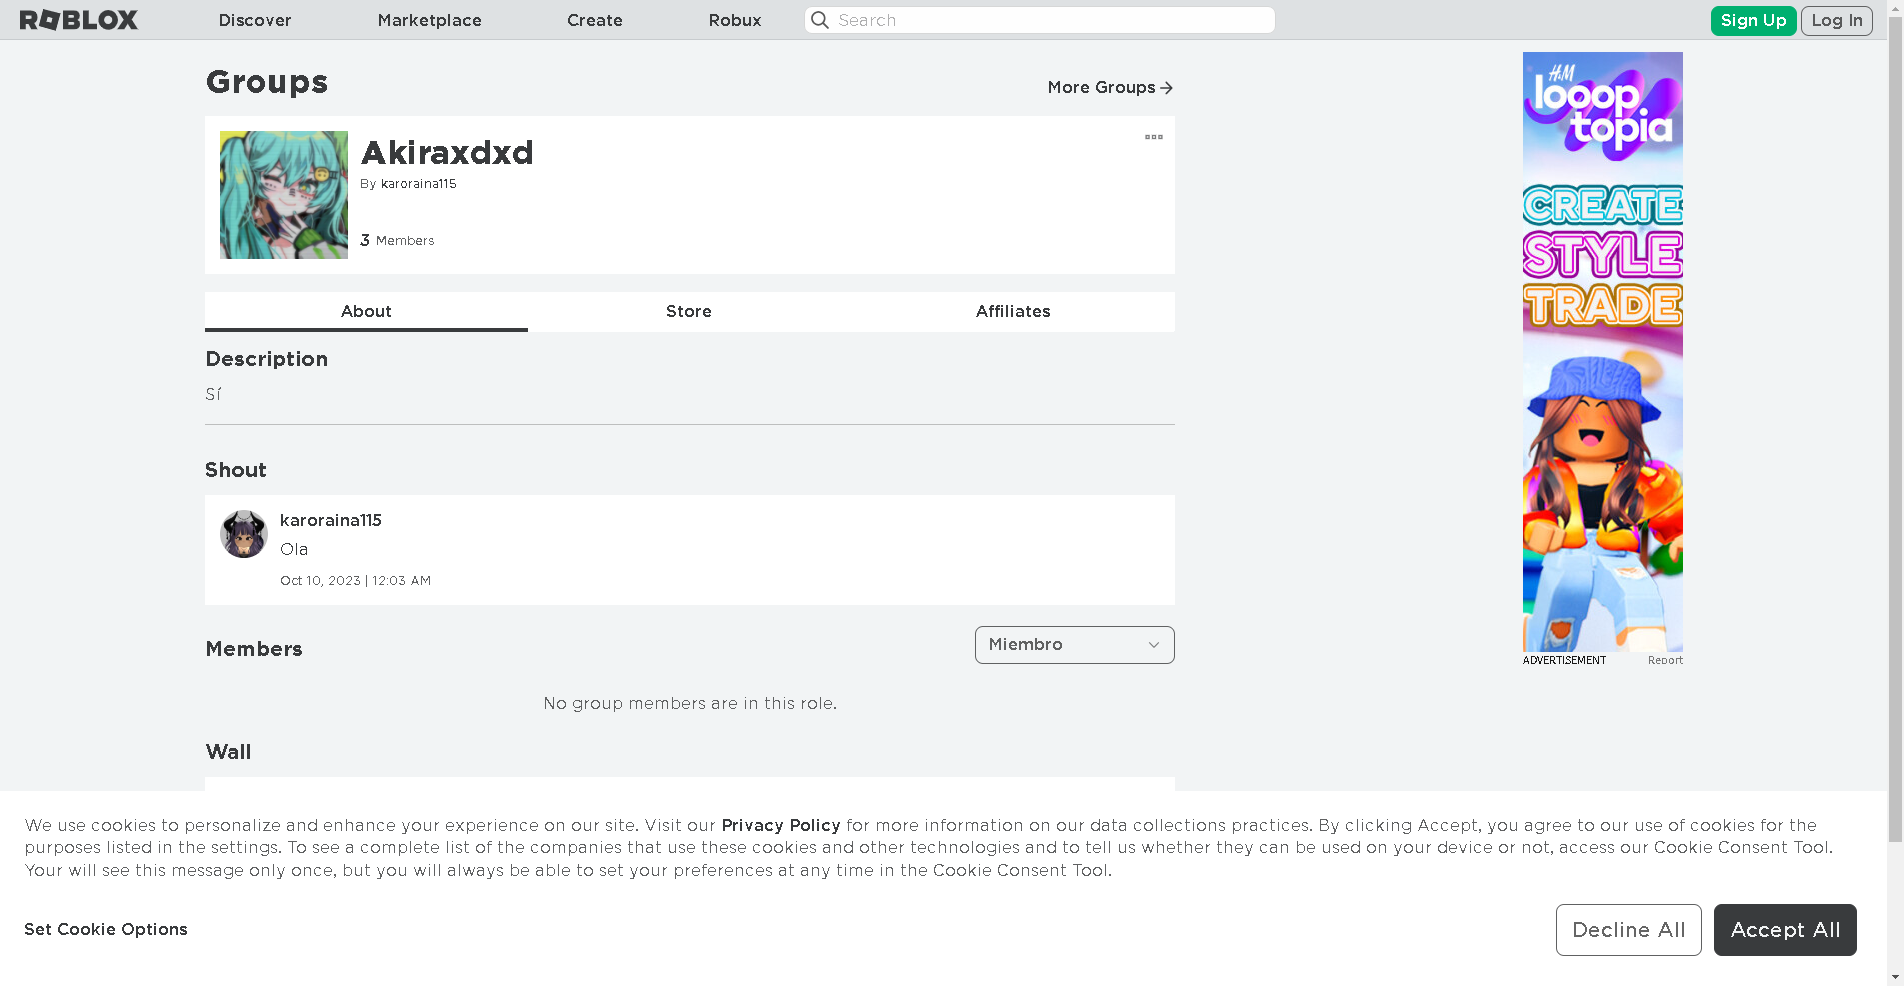 ROBLOX
Discover
Marketplace
Create
Robux
Search
Sign Up
Log In
Groups
More Groups
Akiraxdxd
By karoraina115
3 Members
About
Store
Affiliates
Description
Sí
Shout
karoraina115
Ola
Oct 10, 2023 | 12:03 AM
Members
Miembro
No group members are in this role.
Wall
H&M
looop
topia
CREATE
STYLE
TRADE
ADVERTISEMENT
Report
We use cookies to personalize and enhance your experience on our site. Visit our Privacy Policy for more information on our data collections practices. By clicking Accept, you agree to our use of cookies for the
purposes listed in the settings. To see a complete list of the companies that use these cookies and other technologies and to tell us whether they can be used on your device or not, access our Cookie Consent Tool.
Your will see this message only once, but you will always be able to set your preferences at any time in the Cookie Consent Tool.
Set Cookie Options
Decline All
Accept All